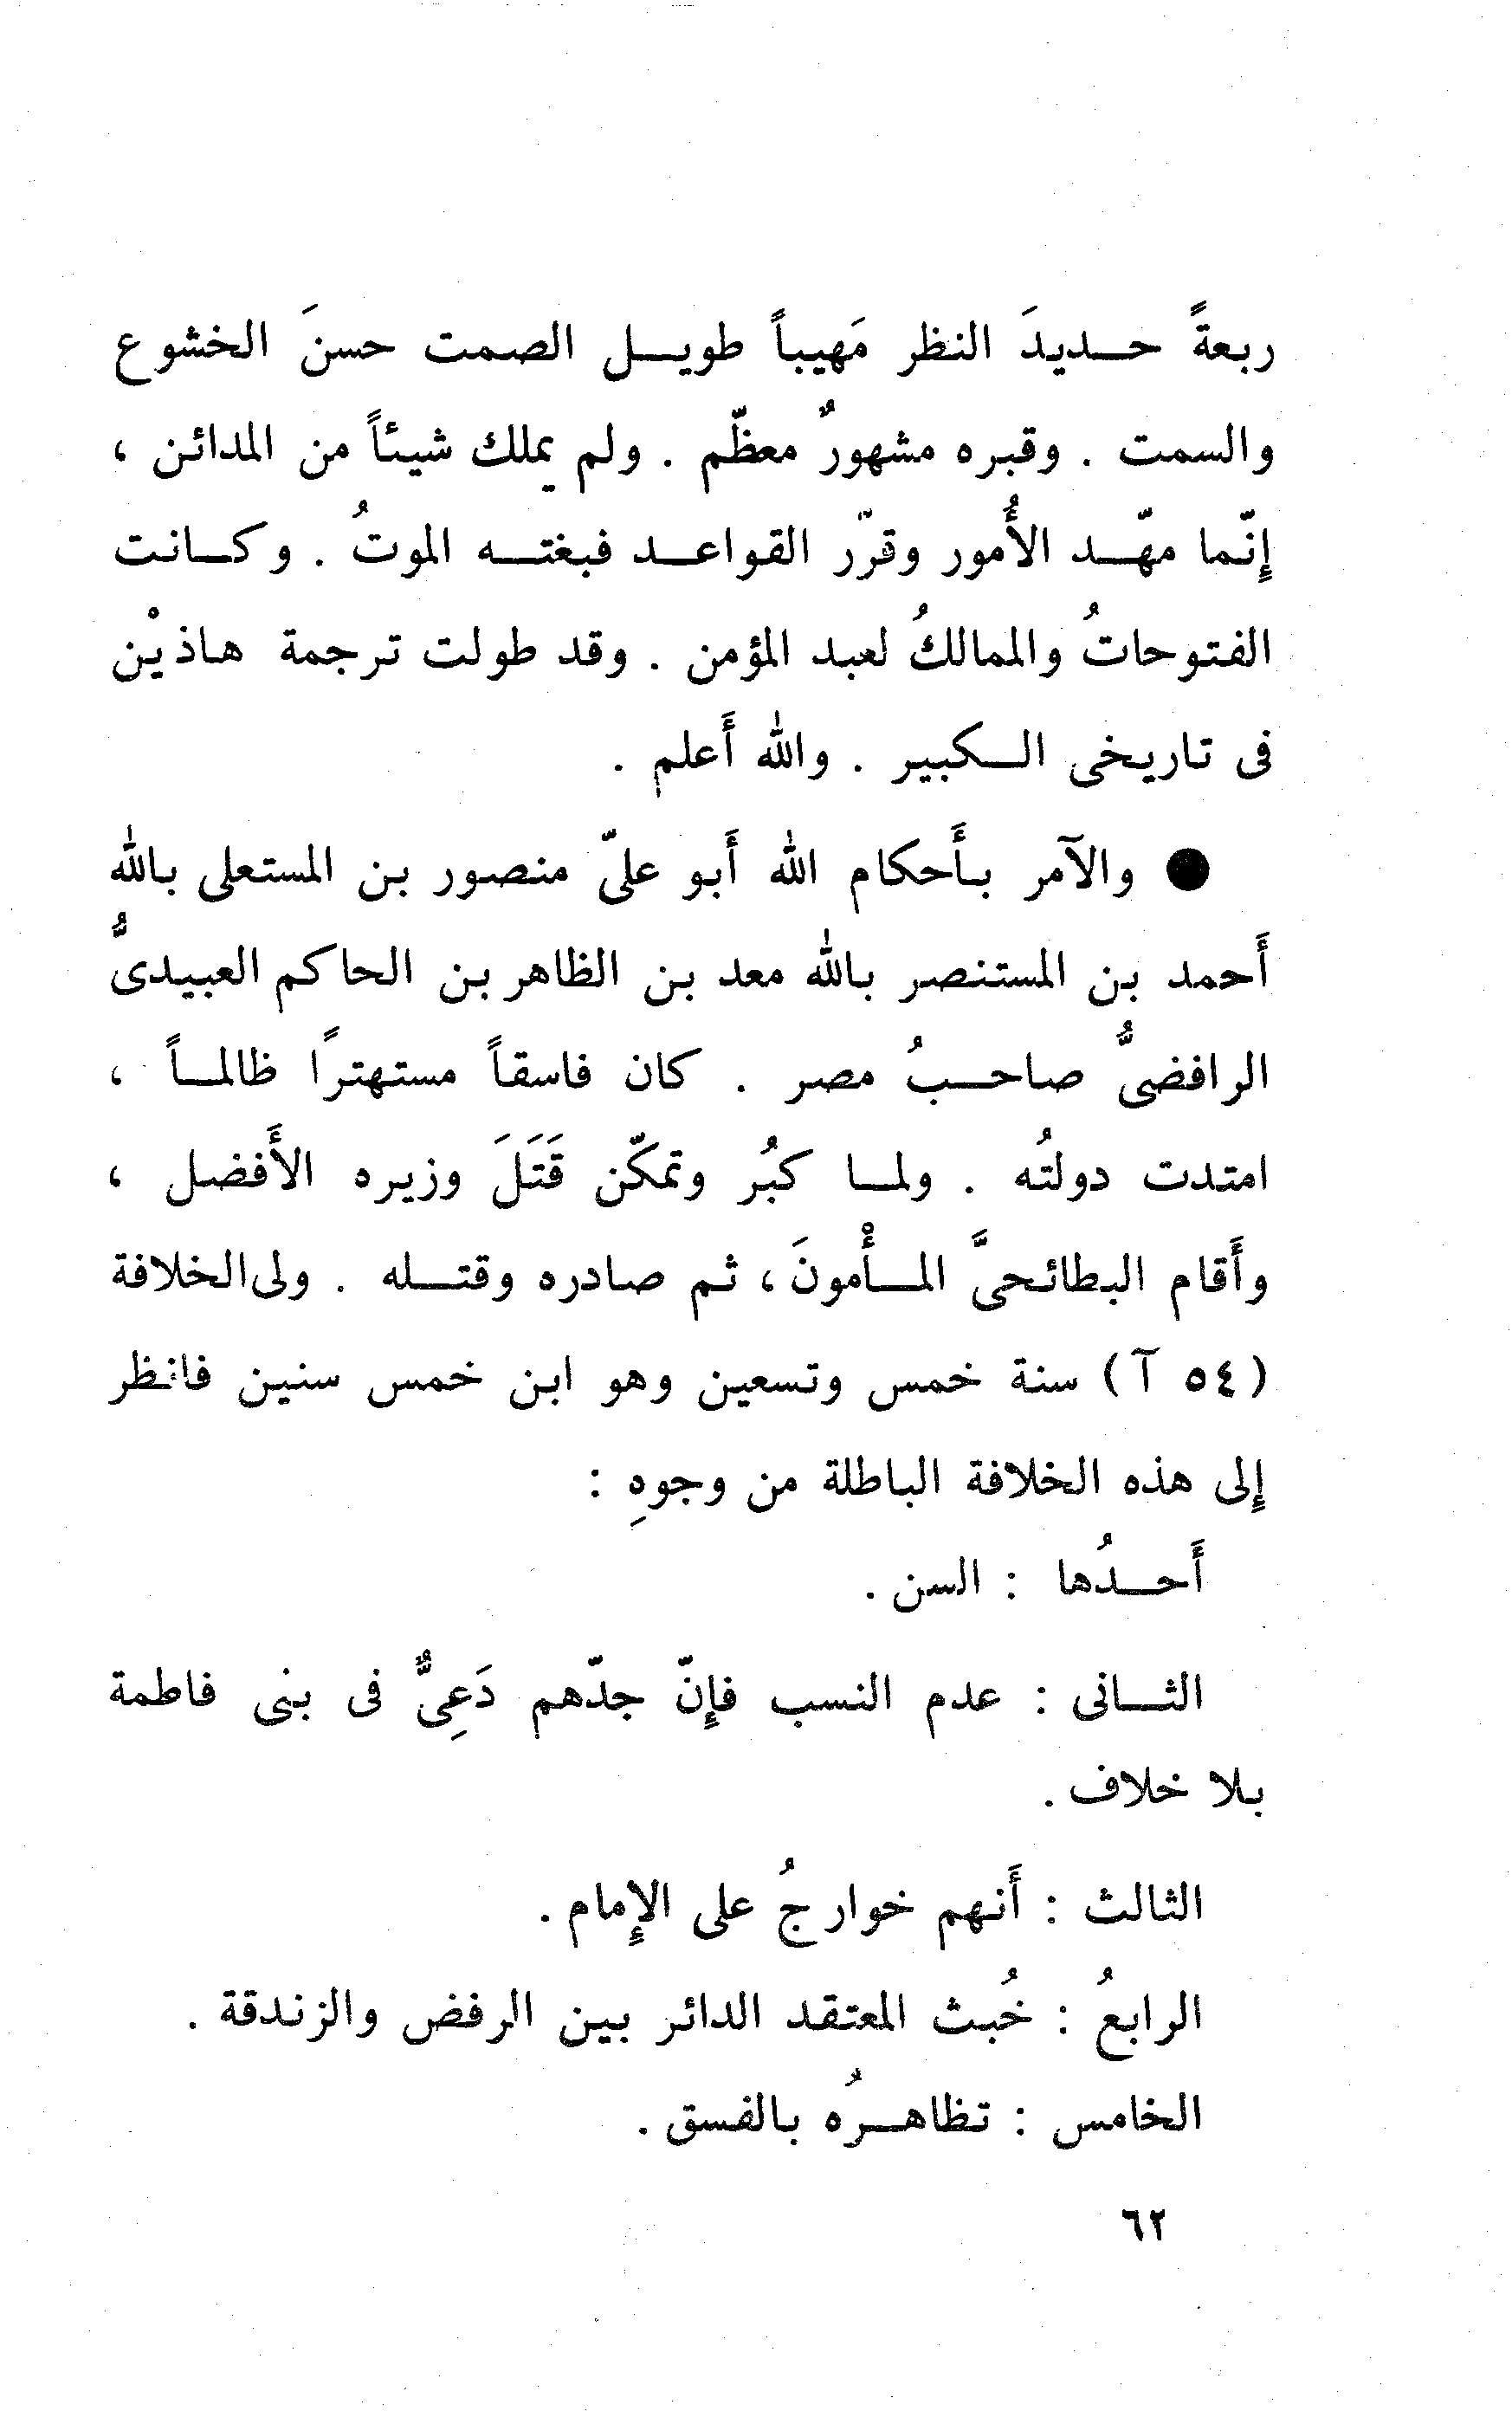 ربعةً حديدَ النظر مَهيباً طويل الصمت حسنَ الخشوع
والسمت . وقبره مشهورٌ معظّم . ولم يملك شيئاً من المدائن ،
إِنّما مهّد الأُمور وقرّر القواعد فبغته الموتُ . وكانت
الفتوحاتُ والممالكُ لعبد المؤمن . وقد طولت ترجمة هاذيْن
فى تاريخى الكبير . والله أَعلم .
● والآمر بأَحكام الله أَبو علىّ منصور بن المستعلى بالله
أَحمد بن المستنصر بالله معد بن الظاهر بن الحاكم العبيدىُّ
الرافضىُّ صاحبُ مصر . كان فاسقاً مستهترًا ظالماً ،
امتدت دولتُه . ولما كبُر وتمكّن قَتَلَ وزيره الأَفضل ،
وأَقام البطائحىَّ المأْمونَ ، ثم صادره وقتله . ولى الخلافة
( ٥٤ آ ) سنة خمس وتسعين وهو ابن خمس سنين فانظر
إِلى هذه الخلافة الباطلة من وجوهِ :
أَحدُها : السن .
الثانى : عدم النسب فإِنّ جدّهم دَعِىٌّ فى بنى فاطمة
بلا خلاف .
الثالث : أَنهم خوارجُ على الإِمام .
الرابعُ : خُبث المعتقد الدائر بين الرفض والزندقة .
الخامس : تظاهرُه بالفسق .
٦٢